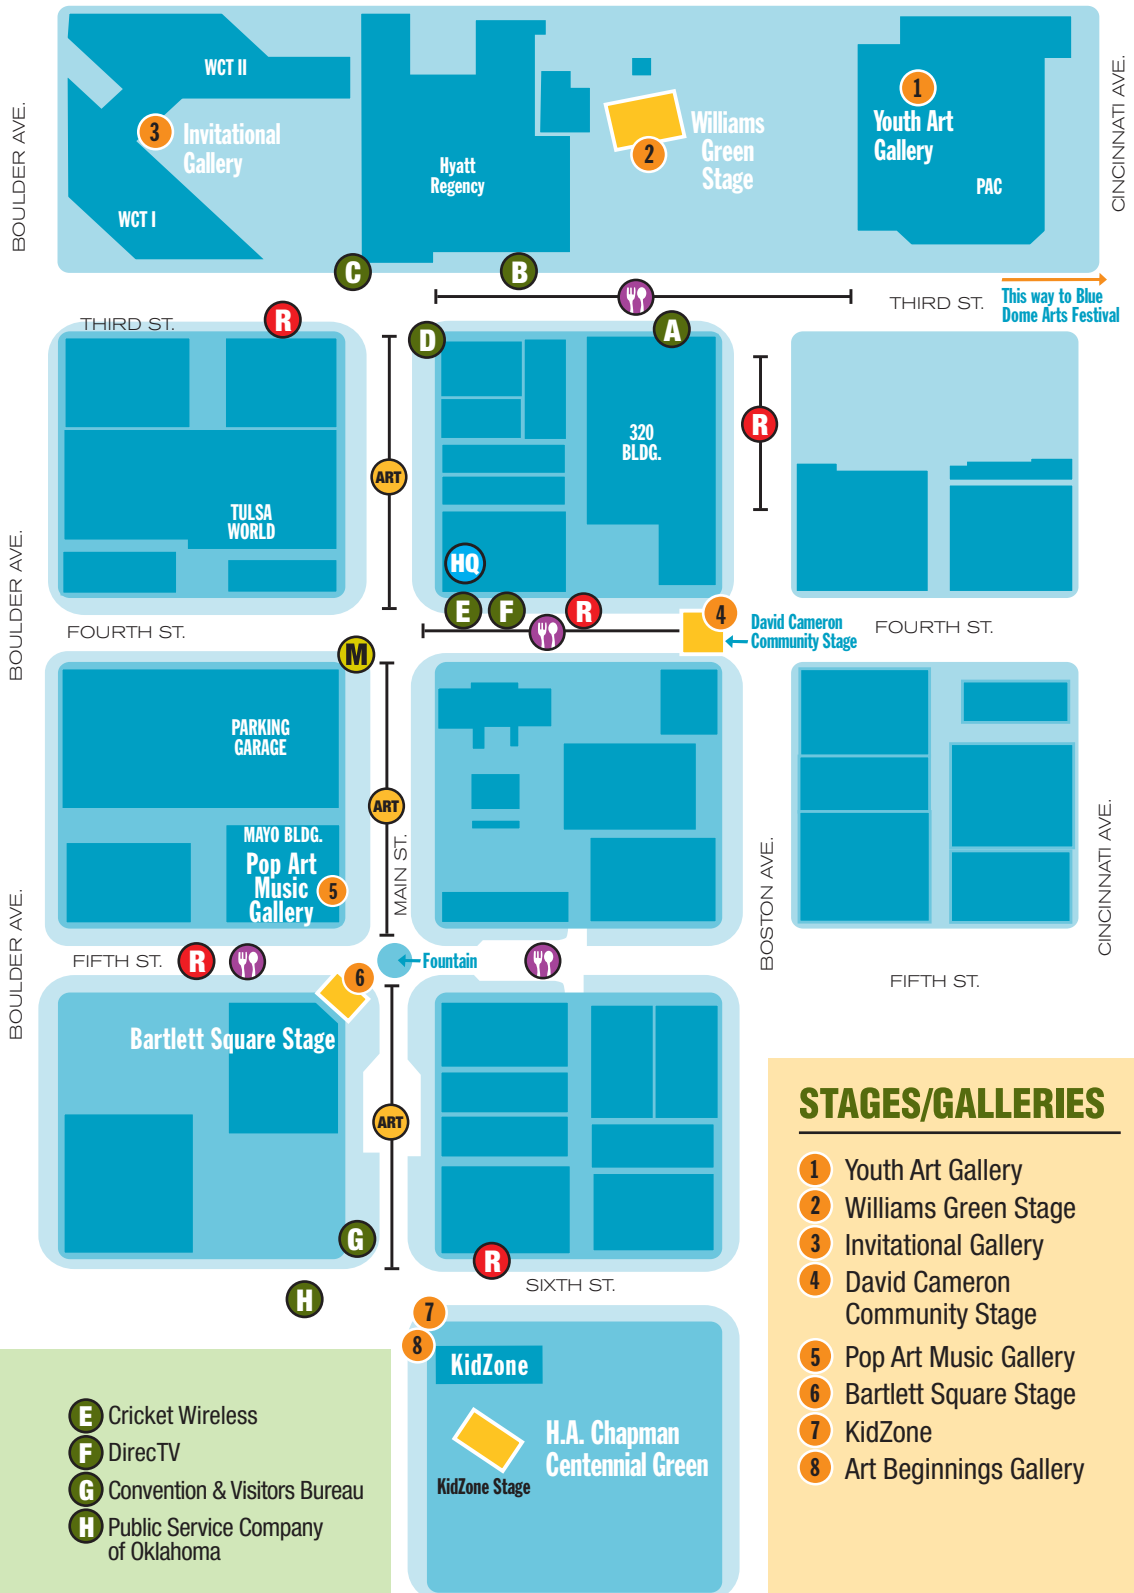 BOULDER AVE.
WCT II
3
Invitational
Gallery
WCT I
Hyatt
Regency
Williams
Green
Stage
2
1
Youth Art
Gallery
PAC
CINCINNATI AVE.
C
B
THIRD ST.
This way to Blue
Dome Arts Festival
THIRD ST.
R
D
A
320
BLDG.
R
ART
TULSA
WORLD
HQ
BOULDER AVE.
E
F
R
4
David Cameron
Community Stage
FOURTH ST.
FOURTH ST.
M
PARKING
GARAGE
ART
MAYO BLDG.
Pop Art
Music
Gallery
5
MAIN ST.
BOSTON AVE.
CINCINNATI AVE.
BOULDER AVE.
FIFTH ST.
R
Fountain
FIFTH ST.
6
Bartlett Square Stage
ART
G
R
H
SIXTH ST.
7
8
KidZone
H.A. Chapman
Centennial Green
KidZone Stage
E Cricket Wireless
F DirecTV
G Convention & Visitors Bureau
H Public Service Company
of Oklahoma
STAGES/GALLERIES
1 Youth Art Gallery
2 Williams Green Stage
3 Invitational Gallery
4 David Cameron
Community Stage
5 Pop Art Music Gallery
6 Bartlett Square Stage
7 KidZone
8 Art Beginnings Gallery